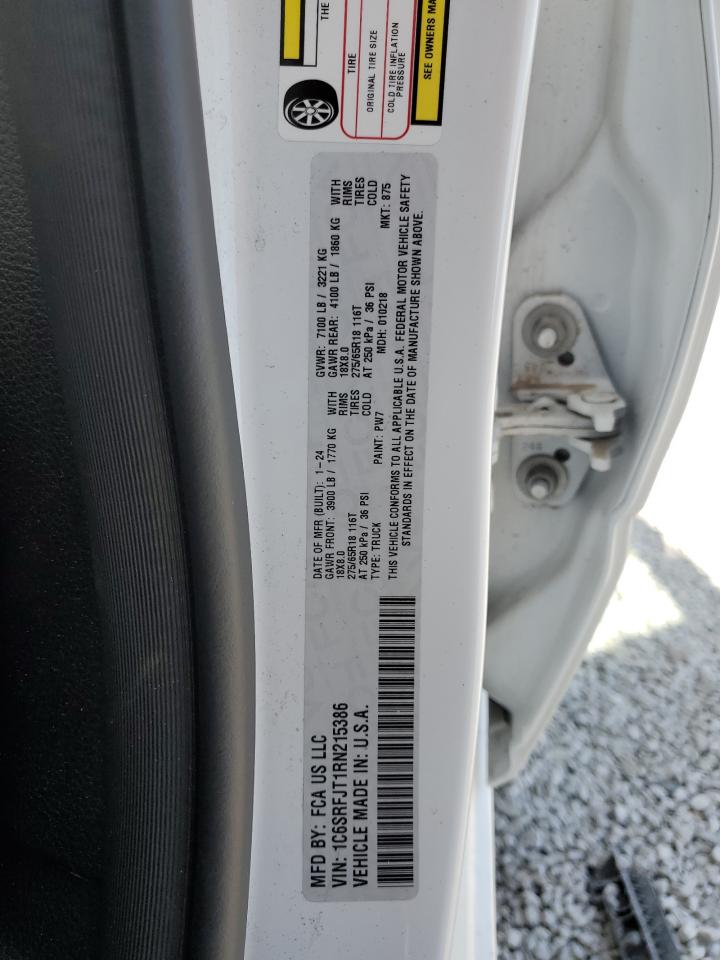 THE
TIRE
ORIGINAL TIRE SIZE
COLD TIRE INFLATION
PRESSURE
SEE OWNERS MA
MFD BY: FCA US LLC
VIN: 1C6SRFJT1RN215386
VEHICLE MADE IN: U.S.A.
DATE OF MFR (BUILT): 1-24 GVWR: 7100 LB / 3221 KG
GAWR FRONT: 3900 LB / 1770 KG WITH GAWR REAR: 4100 LB / 1860 KG WITH
18X8.0 RIMS 18X8.0 RIMS
275/65R18 116T TIRES 275/65R18 116T TIRES
AT 250 kPa / 36 PSI COLD AT 250 kPa / 36 PSI COLD
TYPE: TRUCK PAINT: PW7 MDH: 010218 MKT: 875
THIS VEHICLE CONFORMS TO ALL APPLICABLE U.S.A. FEDERAL MOTOR VEHICLE SAFETY
STANDARDS IN EFFECT ON THE DATE OF MANUFACTURE SHOWN ABOVE.